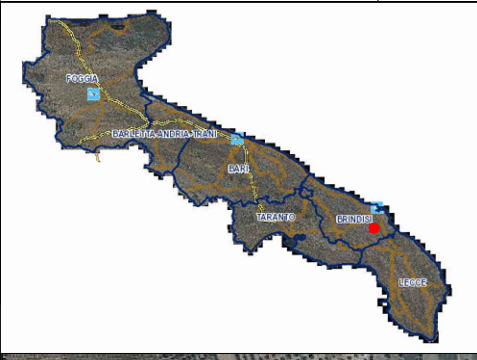 FOGGIA
BARLETTA-ANDRIA-TRANI
BARI
TARANTO
BRINDISI
LECCE